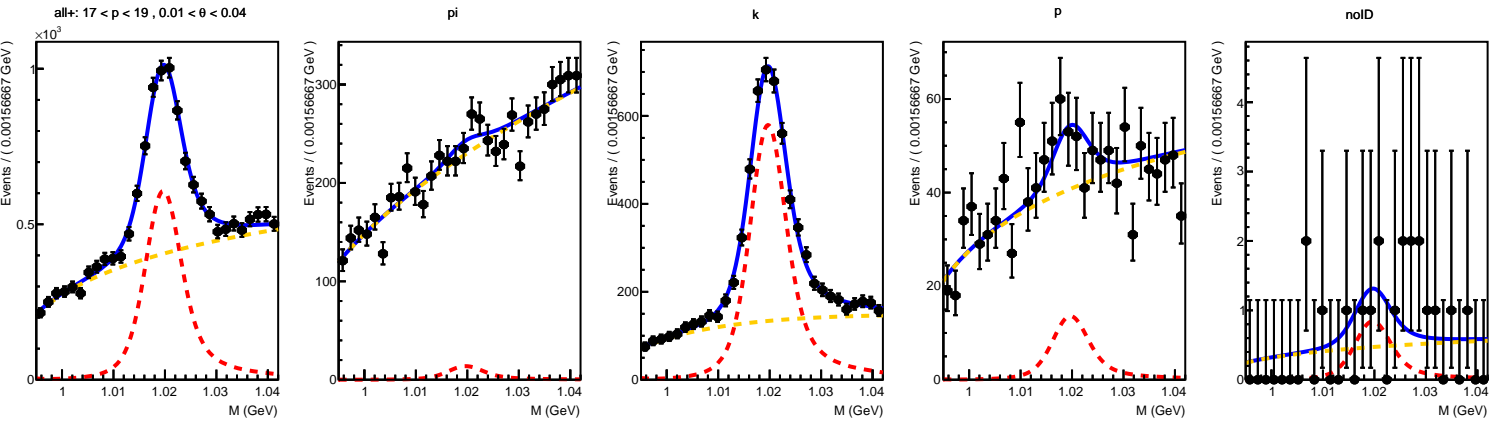 all+: 17 < p < 19 , 0.01 < θ < 0.04
×10³
Events / ( 0.00156667 GeV )
1
0.5
0
1 1.01 1.02 1.03 1.04
M (GeV)
pi
Events / ( 0.00156667 GeV )
300
200
100
0
1 1.01 1.02 1.03 1.04
M (GeV)
k
Events / ( 0.00156667 GeV )
600
400
200
0
1 1.01 1.02 1.03 1.04
M (GeV)
p
Events / ( 0.00156667 GeV )
60
40
20
0
1 1.01 1.02 1.03 1.04
M (GeV)
noID
Events / ( 0.00156667 GeV )
4
3
2
1
0
1 1.01 1.02 1.03 1.04
M (GeV)